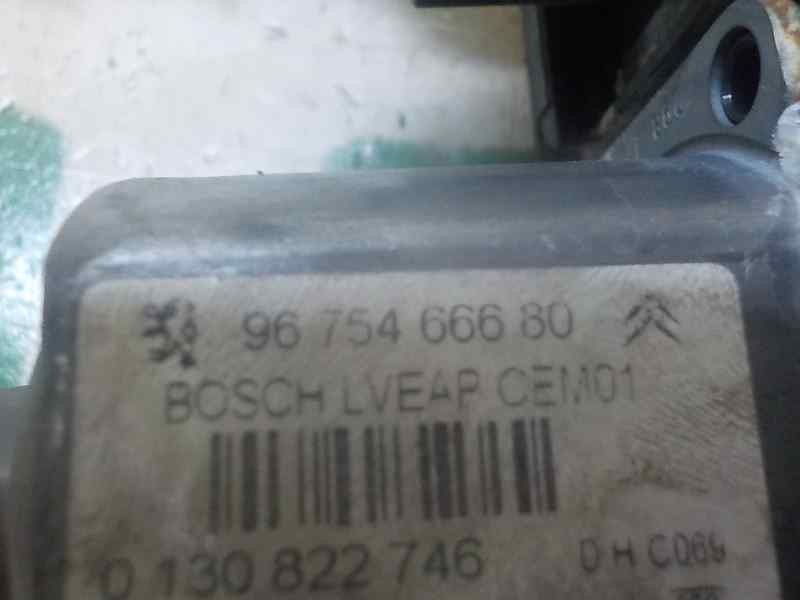 96 754 666 80
BOSCH LVEAP CEM01
0 130 822 746 D H C069